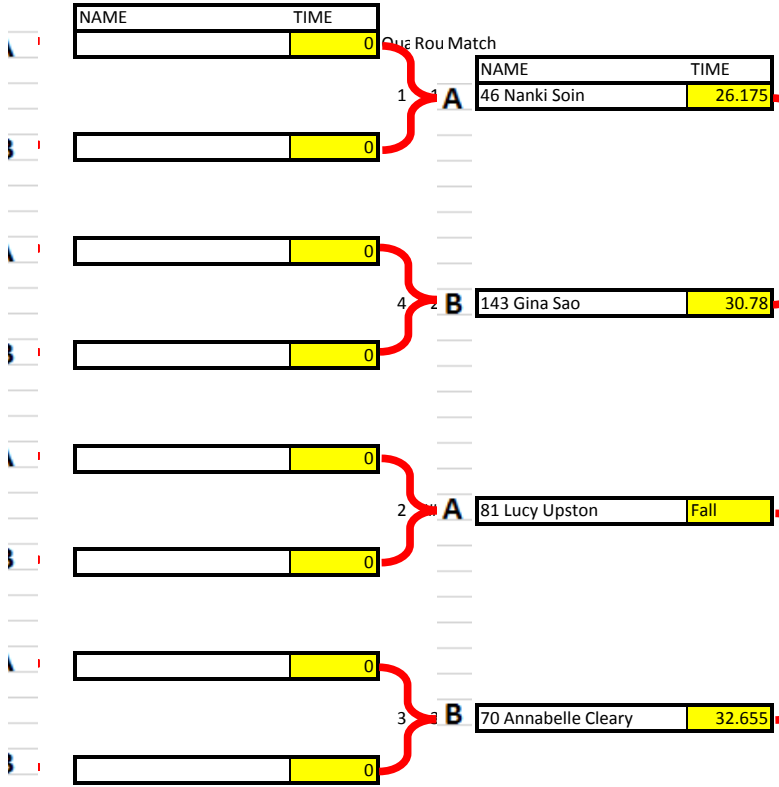 NAME TIME
0
Qua Rou Match
NAME TIME
1 1 A 46 Nanki Soin 26.175
B 0
A 0
4 2 B 143 Gina Sao 30.78
B 0
A 0
2 A 81 Lucy Upston Fall
B 0
A 0
3 B 70 Annabelle Cleary 32.655
B 0